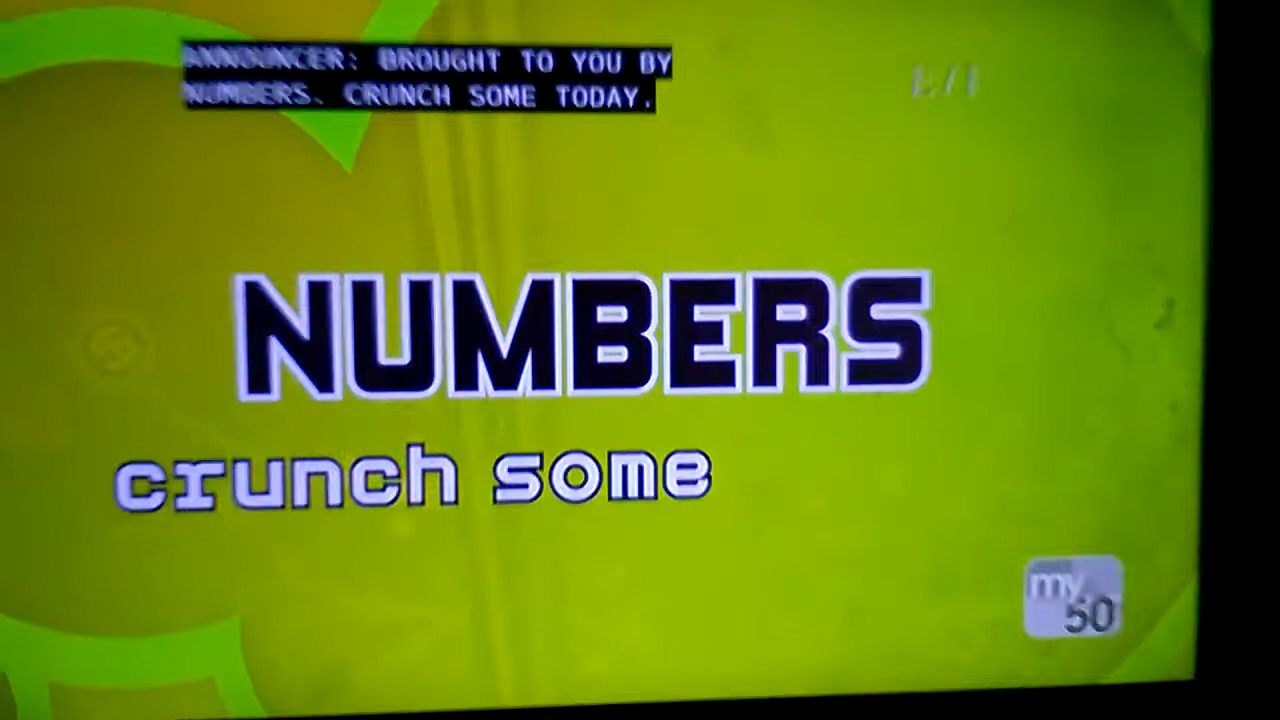 ANNOUNCER: BROUGHT TO YOU BY
NUMBERS. CRUNCH SOME TODAY.
E/I
NUMBERS
crunch some
my
50